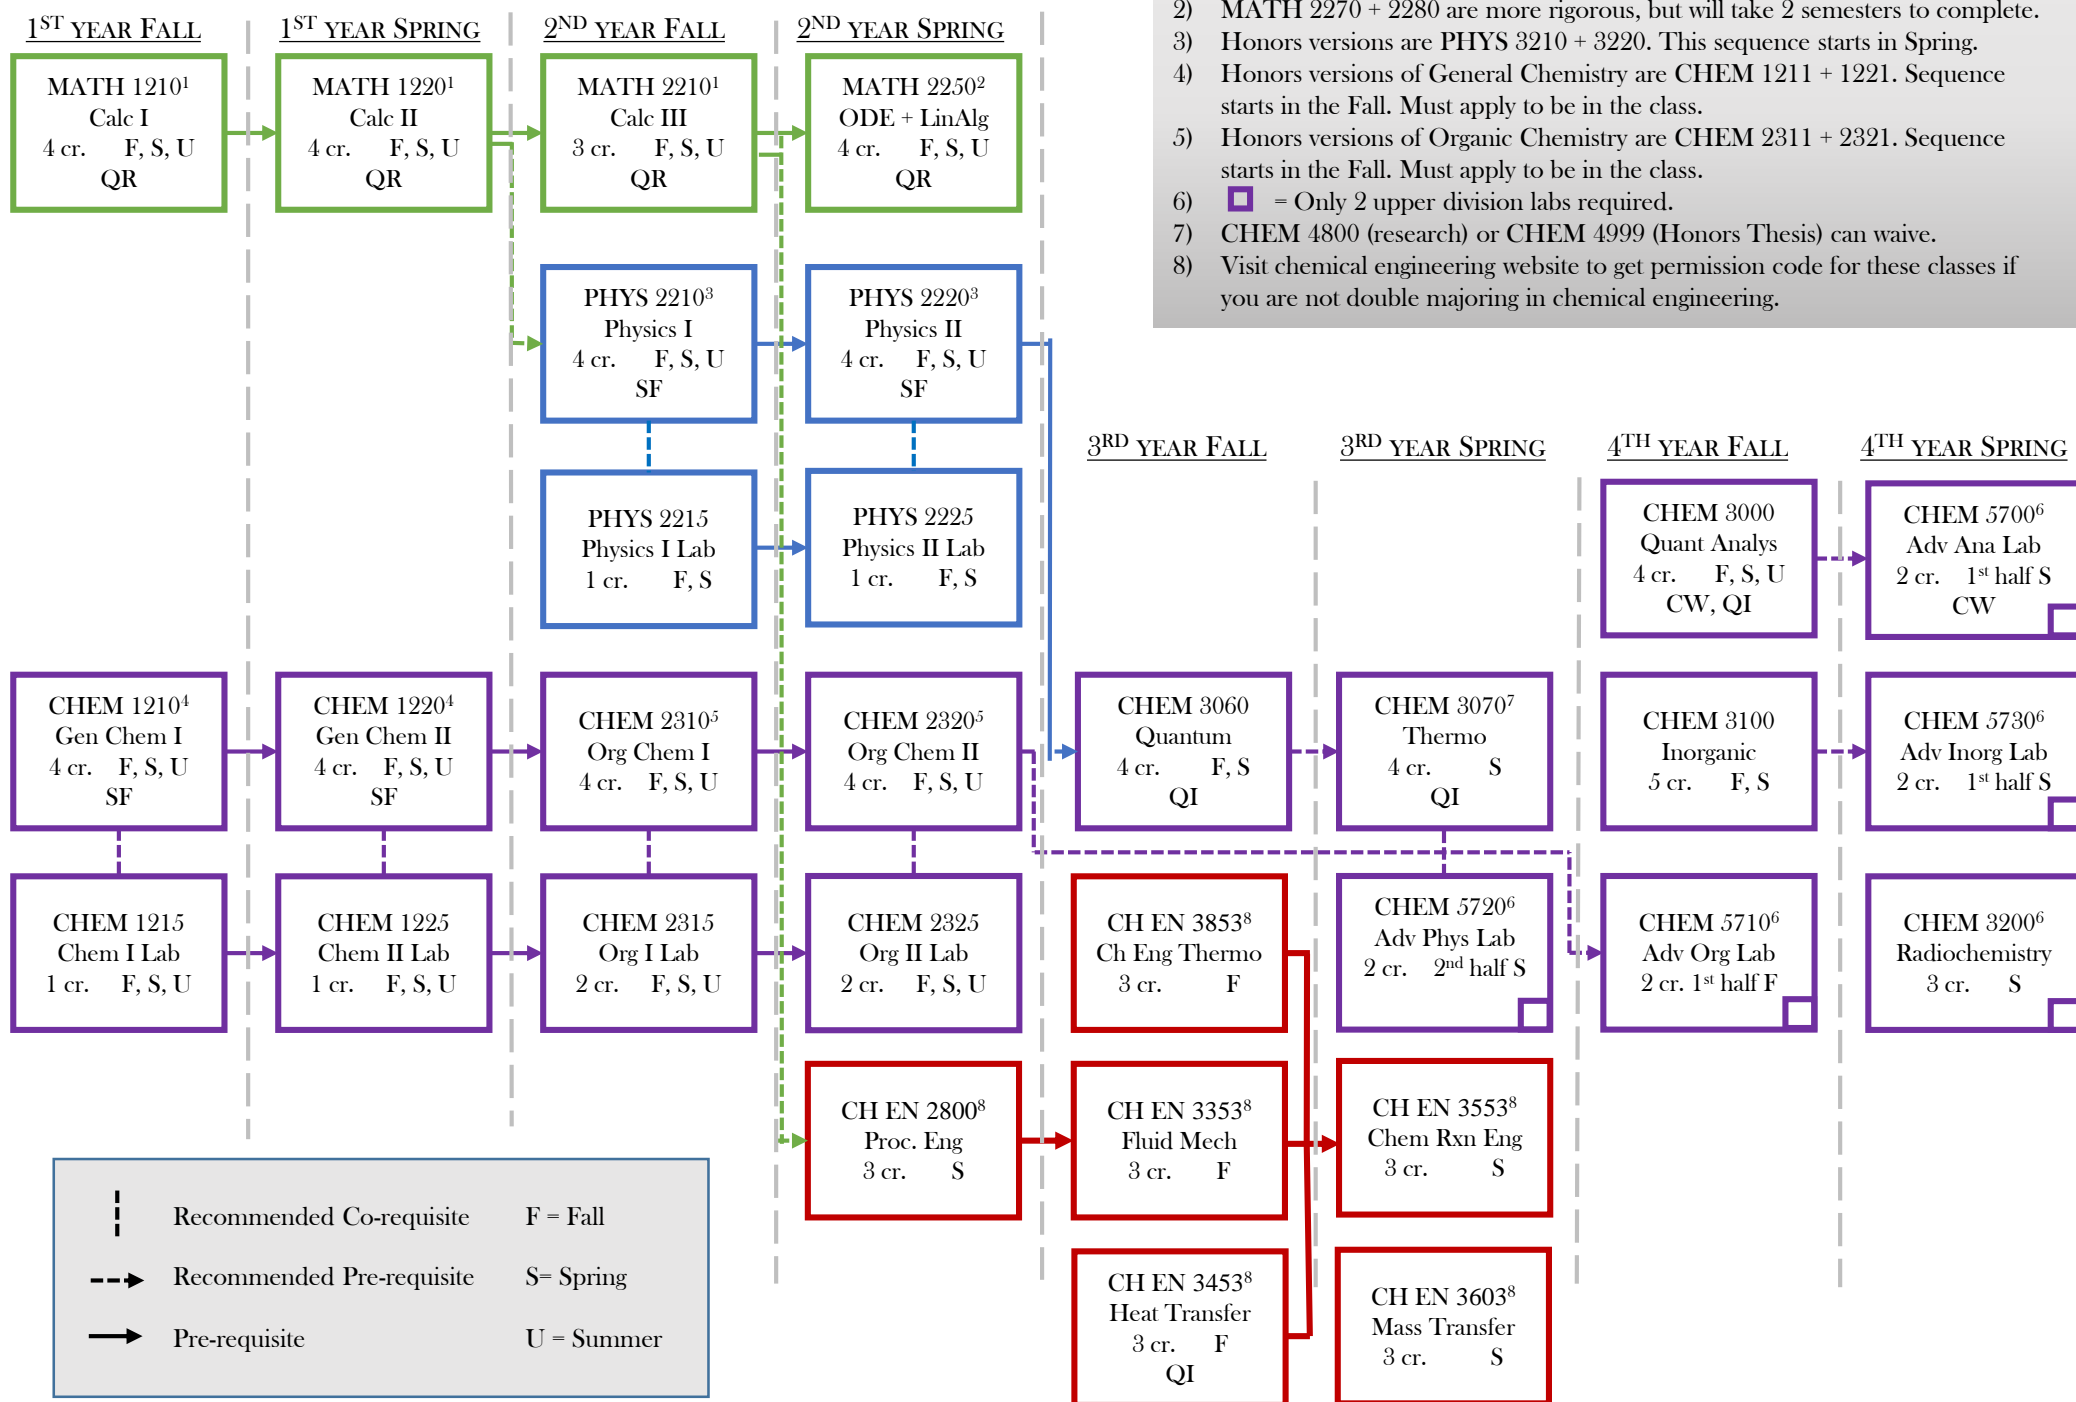 2) MATH 2270 + 2280 are more rigorous, but will take 2 semesters to complete.
3) Honors versions are PHYS 3210 + 3220. This sequence starts in Spring.
4) Honors versions of General Chemistry are CHEM 1211 + 1221. Sequence
starts in the Fall. Must apply to be in the class.
5) Honors versions of Organic Chemistry are CHEM 2311 + 2321. Sequence
starts in the Fall. Must apply to be in the class.
6) = Only 2 upper division labs required.
7) CHEM 4800 (research) or CHEM 4999 (Honors Thesis) can waive.
8) Visit chemical engineering website to get permission code for these classes if
you are not double majoring in chemical engineering.
1ST YEAR FALL
1ST YEAR SPRING
2ND YEAR FALL
2ND YEAR SPRING
MATH 1210¹
Calc I
4 cr. F, S, U
QR
MATH 1220¹
Calc II
4 cr. F, S, U
QR
MATH 2210¹
Calc III
3 cr. F, S, U
QR
MATH 2250²
ODE + LinAlg
4 cr. F, S, U
QR
PHYS 2210³
Physics I
4 cr. F, S, U
SF
PHYS 2220³
Physics II
4 cr. F, S, U
SF
3RD YEAR FALL
3RD YEAR SPRING
4TH YEAR FALL
4TH YEAR SPRING
PHYS 2215
Physics I Lab
1 cr. F, S
PHYS 2225
Physics II Lab
1 cr. F, S
CHEM 3000
Quant Analys
4 cr. F, S, U
CW, QI
CHEM 5700⁶
Adv Ana Lab
2 cr. 1st half S
CW
CHEM 1210⁴
Gen Chem I
4 cr. F, S, U
SF
CHEM 1220⁴
Gen Chem II
4 cr. F, S, U
SF
CHEM 2310⁵
Org Chem I
4 cr. F, S, U
CHEM 2320⁵
Org Chem II
4 cr. F, S, U
CHEM 3060
Quantum
4 cr. F, S
QI
CHEM 3070⁷
Thermo
4 cr. S
QI
CHEM 3100
Inorganic
5 cr. F, S
CHEM 5730⁶
Adv Inorg Lab
2 cr. 1st half S
CHEM 1215
Chem I Lab
1 cr. F, S, U
CHEM 1225
Chem II Lab
1 cr. F, S, U
CHEM 2315
Org I Lab
2 cr. F, S, U
CHEM 2325
Org II Lab
2 cr. F, S, U
CH EN 3853⁸
Ch Eng Thermo
3 cr. F
CHEM 5720⁶
Adv Phys Lab
2 cr. 2nd half S
CHEM 5710⁶
Adv Org Lab
2 cr. 1st half F
CHEM 3200⁶
Radiochemistry
3 cr. S
CH EN 2800⁸
Proc. Eng
3 cr. S
CH EN 3353⁸
Fluid Mech
3 cr. F
CH EN 3553⁸
Chem Rxn Eng
3 cr. S
CH EN 3453⁸
Heat Transfer
3 cr. F
QI
CH EN 3603⁸
Mass Transfer
3 cr. S
Recommended Co-requisite F = Fall
Recommended Pre-requisite S= Spring
Pre-requisite U = Summer